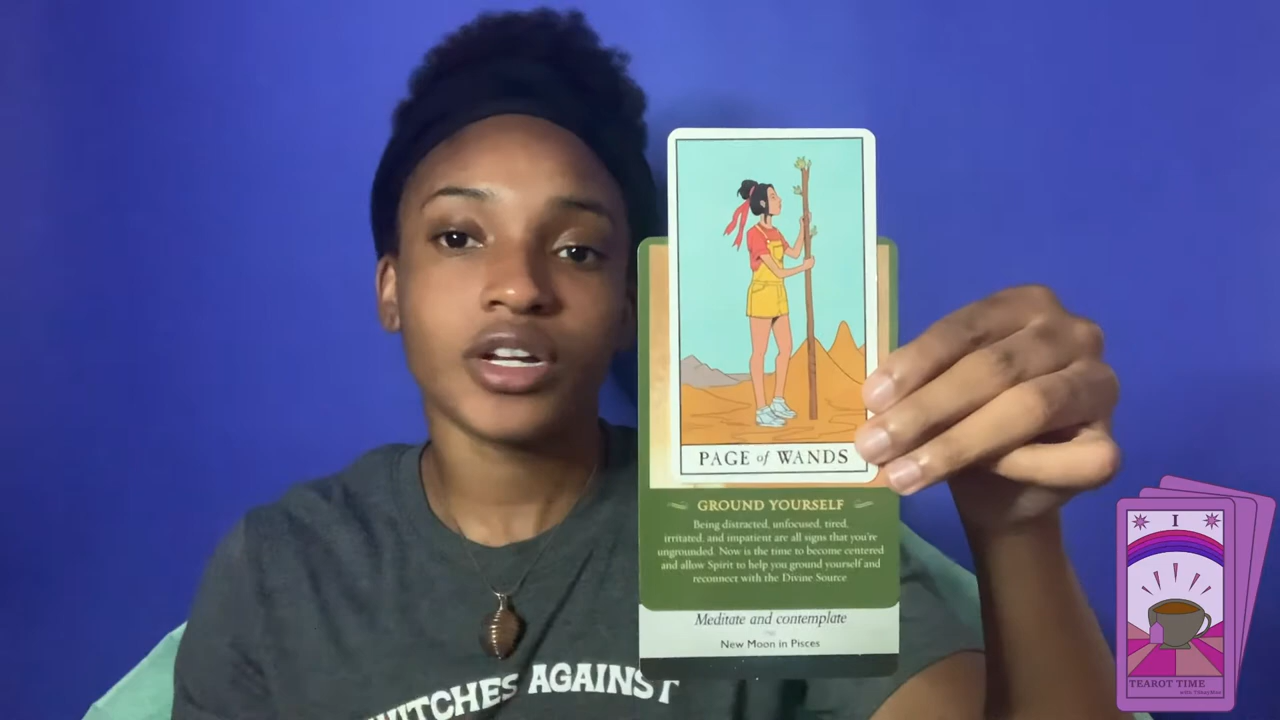 PAGE of WANDS
GROUND YOURSELF
Being distracted, unfocused, tired,
irritated, and impatient are all signs that you're
ungrounded. Now is the time to become centered
and allow Spirit to help you ground yourself and
reconnect with the Divine Source
Meditate and contemplate
New Moon in Pisces
WITCHES AGAINST
I
TEAROT TIME
with